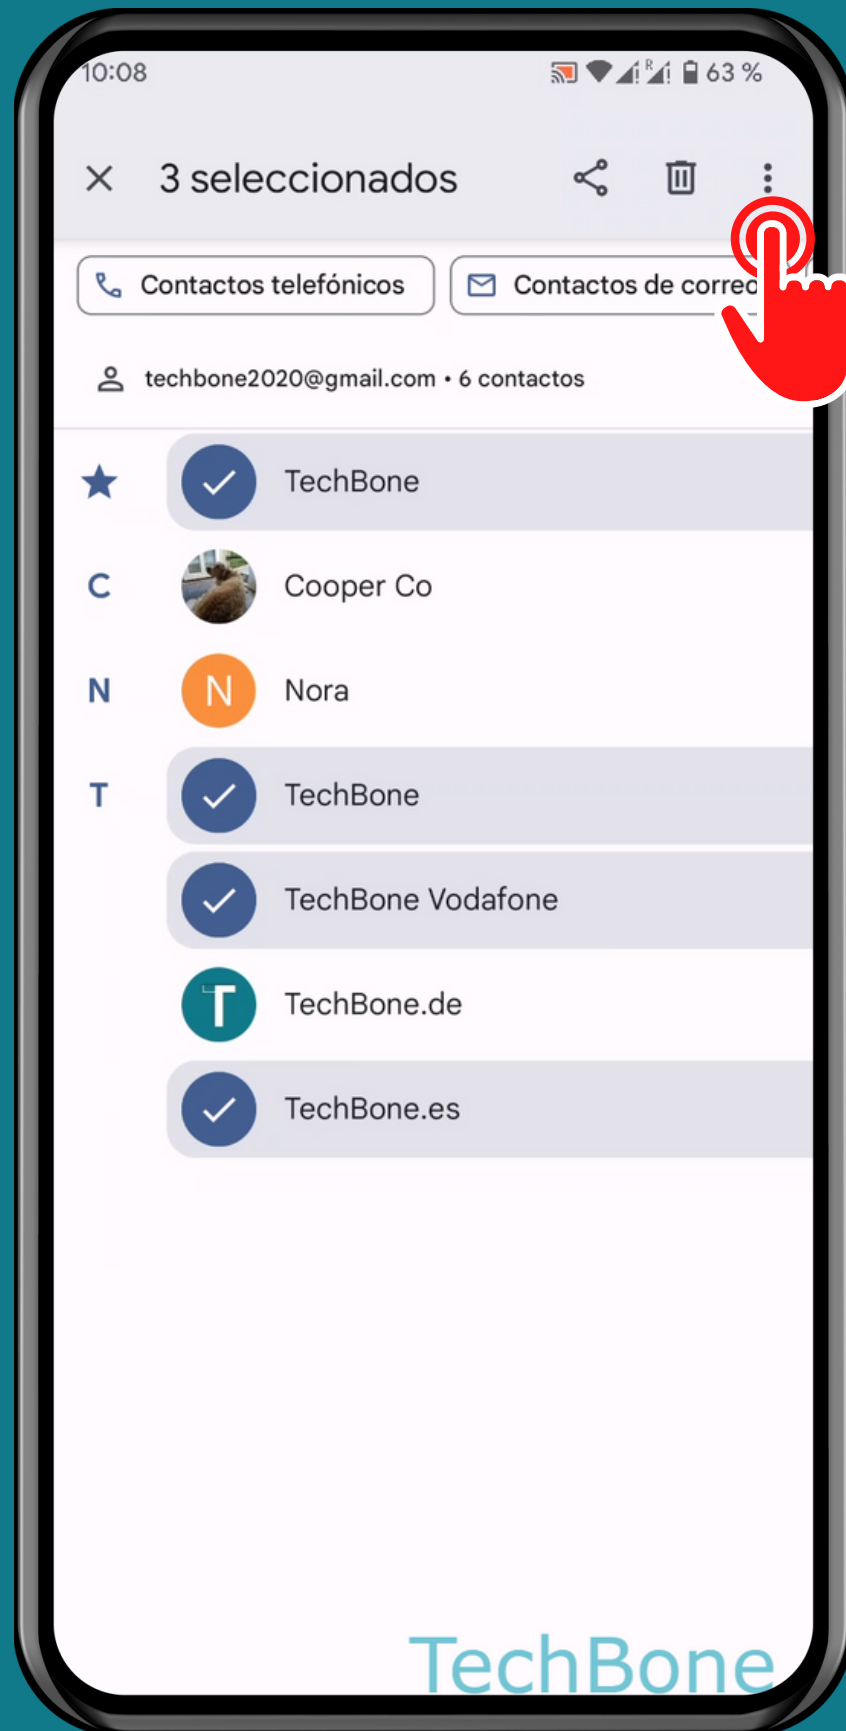 10:08 R 63 %
3 seleccionados
Contactos telefónicos Contactos de correo
techbone2020@gmail.com • 6 contactos
TechBone
C Cooper Co
N N Nora
T TechBone
TechBone Vodafone
T TechBone.de
TechBone.es
TechBone